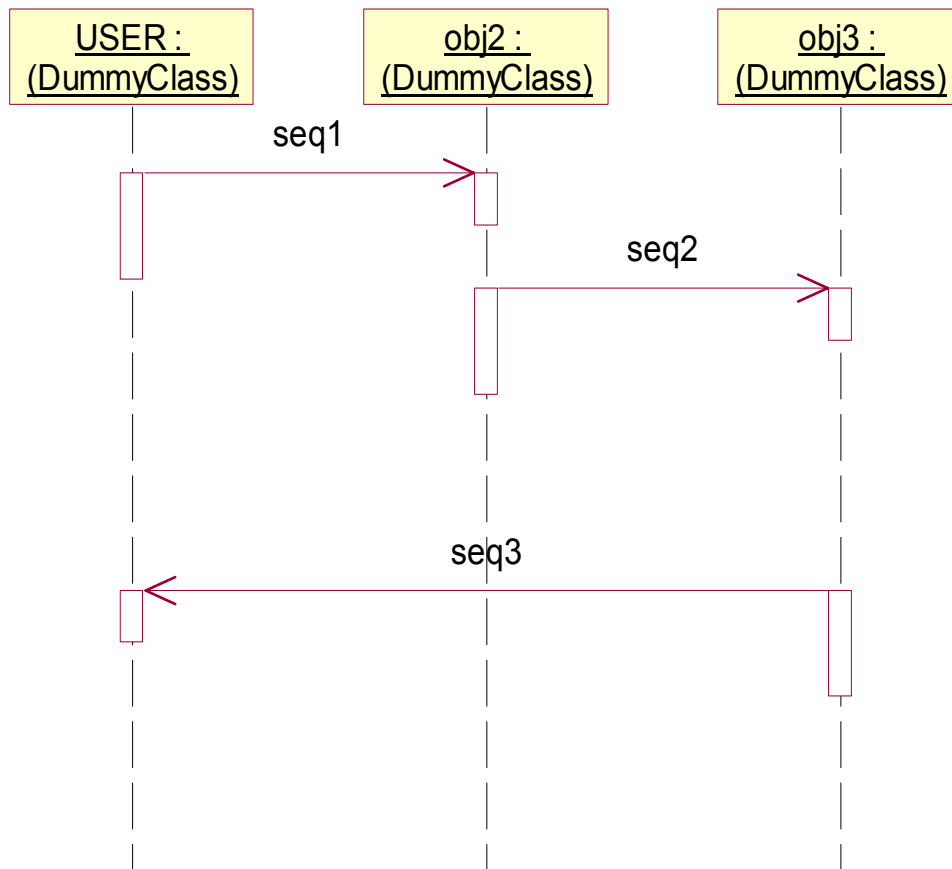 USER :
(DummyClass)
obj2 :
(DummyClass)
obj3 :
(DummyClass)
seq1
seq2
seq3